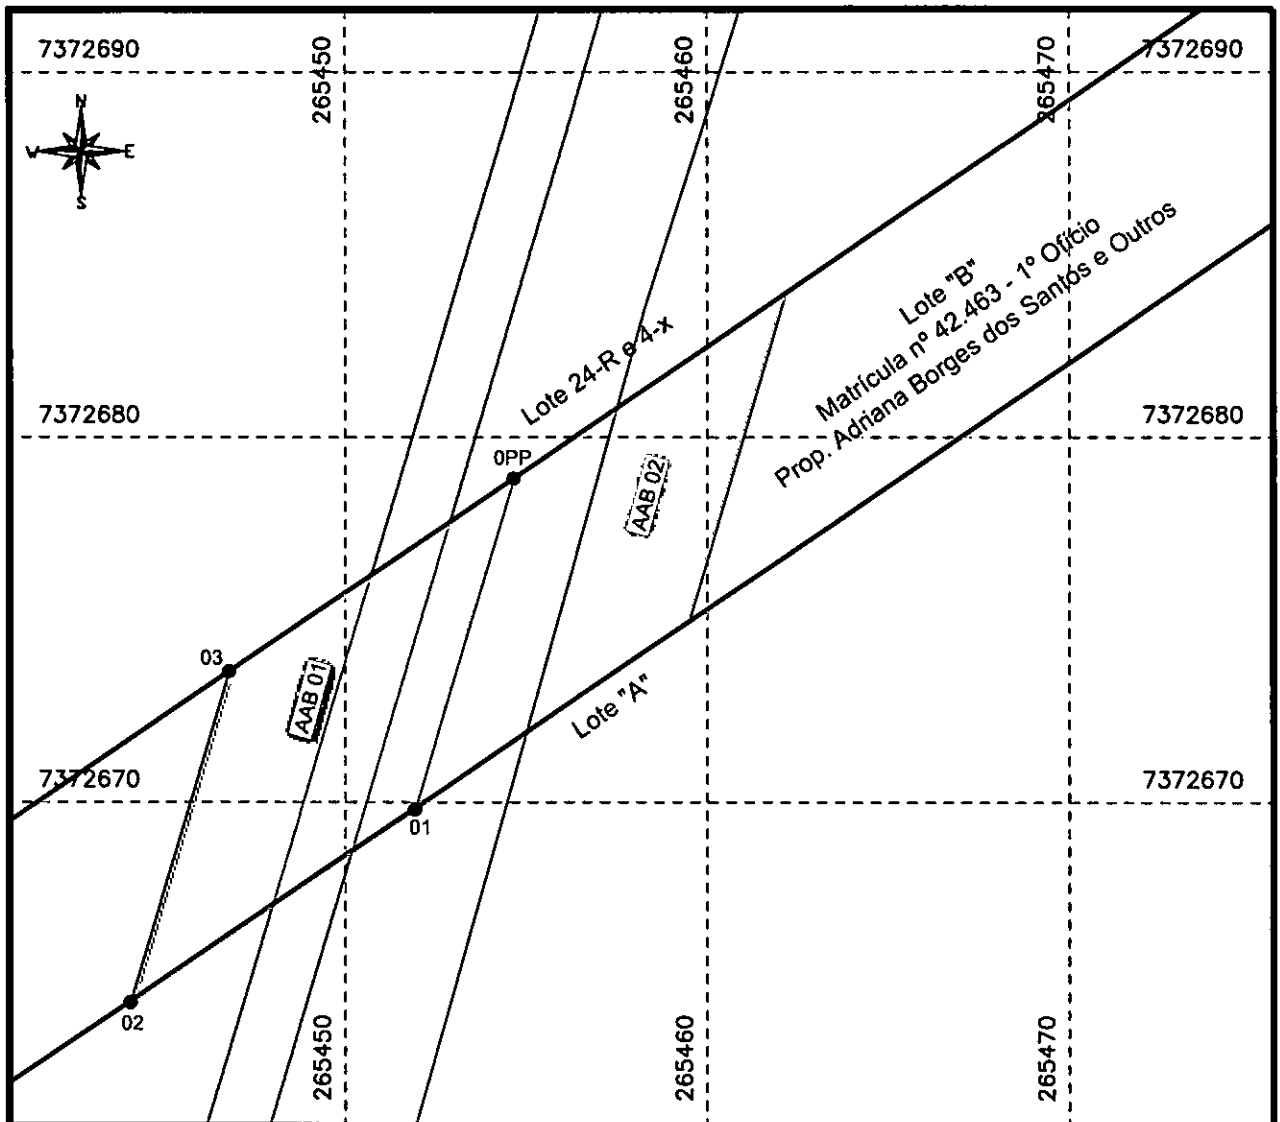 7372690
265450
265460
265470
7372690
N
W E
S
Lote "B"
Matrícula nº 42.463 - 1º Ofício
Prop. Adriana Borges dos Santos e Outros
Lote 24-R e 4-x
7372680
7372680
0PP
AAB 02
03
AAB 01
Lote "A"
7372670
7372670
01
02
265450
265460
265470